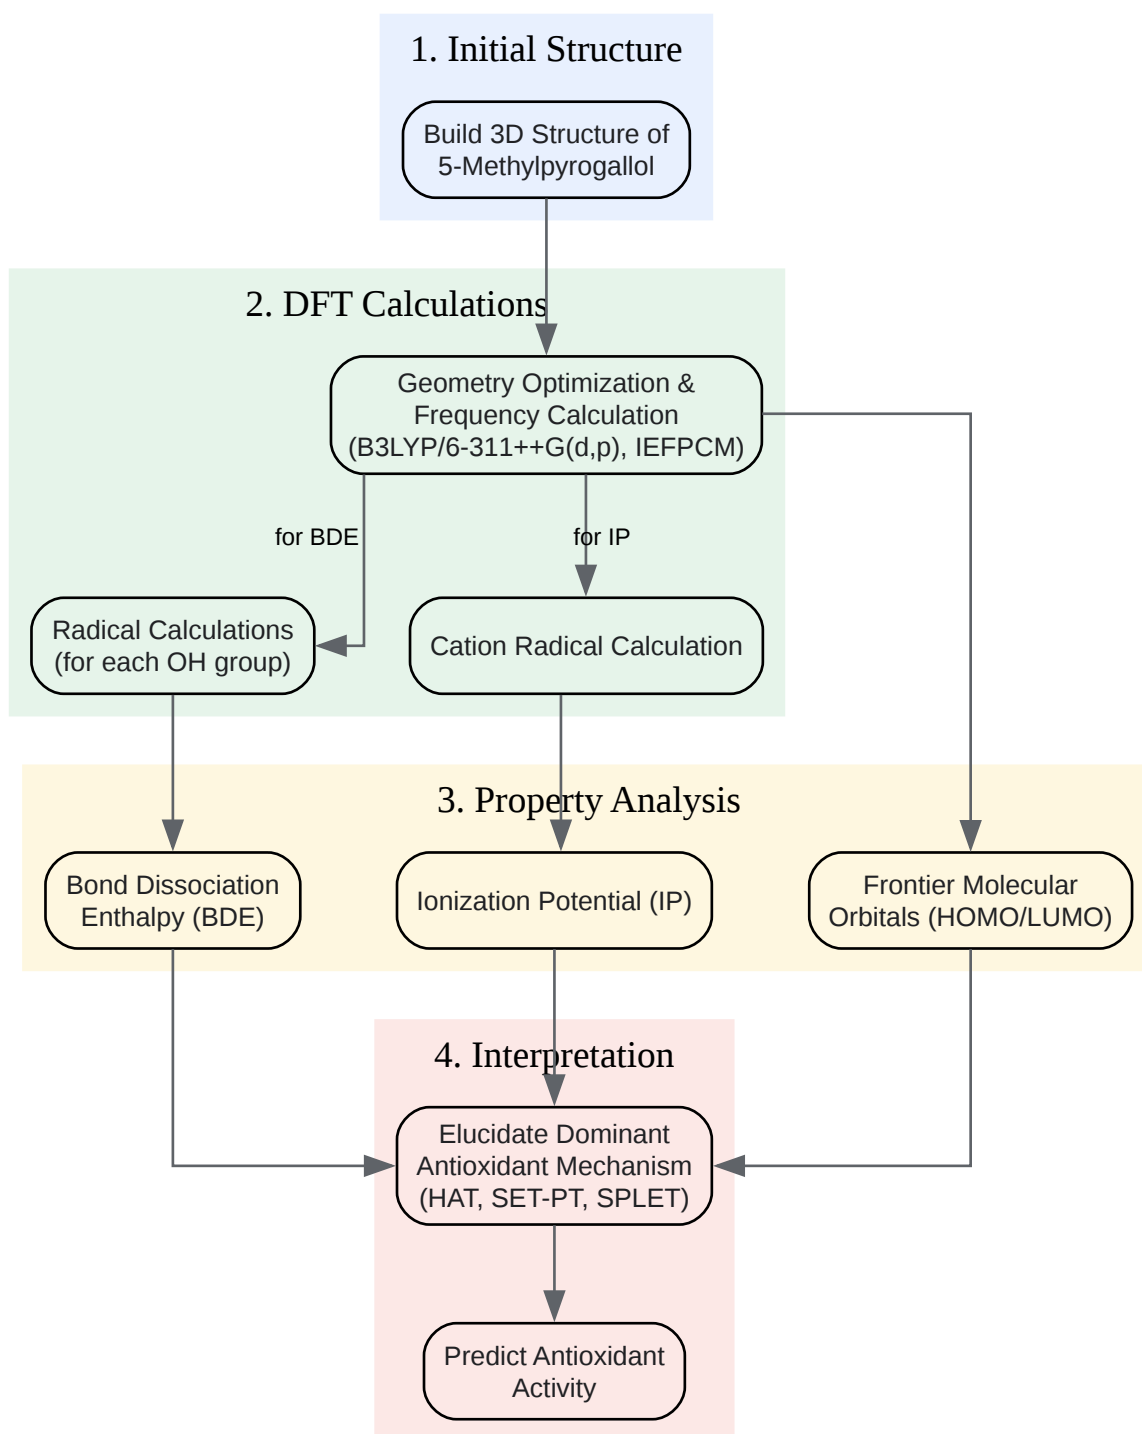 1. Initial Structure
Build 3D Structure of
5-Methylpyrogallol
2. DFT Calculations
Geometry Optimization &
Frequency Calculation
(B3LYP/6-311++G(d,p), IEFPCM)
for BDE
for IP
Radical Calculations
(for each OH group)
Cation Radical Calculation
3. Property Analysis
Bond Dissociation
Enthalpy (BDE)
Ionization Potential (IP)
Frontier Molecular
Orbitals (HOMO/LUMO)
4. Interpretation
Elucidate Dominant
Antioxidant Mechanism
(HAT, SET-PT, SPLET)
Predict Antioxidant
Activity